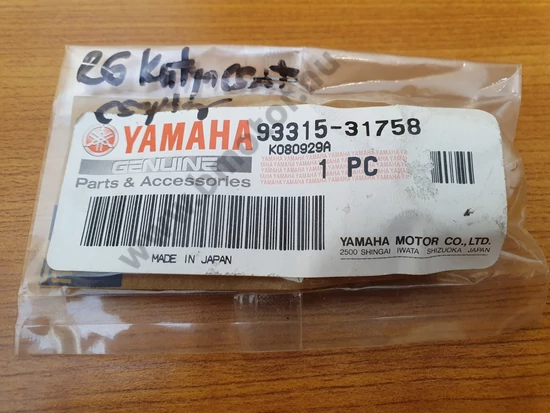 YAMAHA 93315-31758
K080929A
GENUINE
1 PC
Parts & Accessories
MADE IN JAPAN
YAMAHA MOTOR CO., LTD.
2500 SHINGAI IWATA SHIZUOKA JAPAN